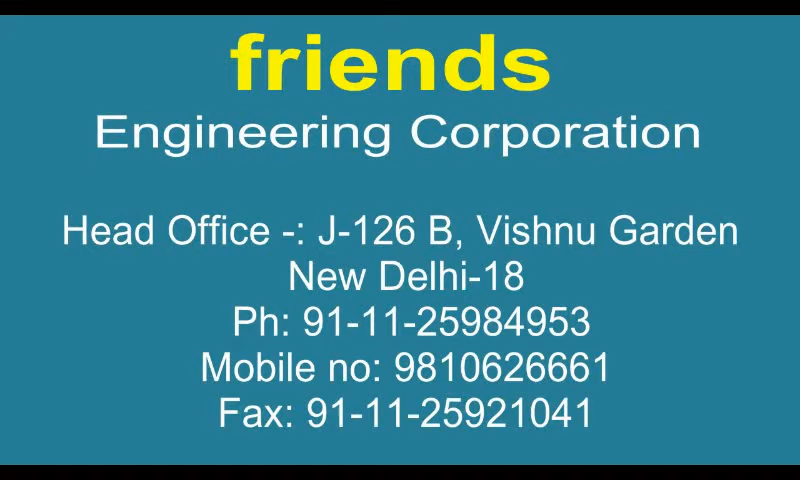 friends
Engineering Corporation
Head Office -: J-126 B, Vishnu Garden
New Delhi-18
Ph: 91-11-25984953
Mobile no: 9810626661
Fax: 91-11-25921041